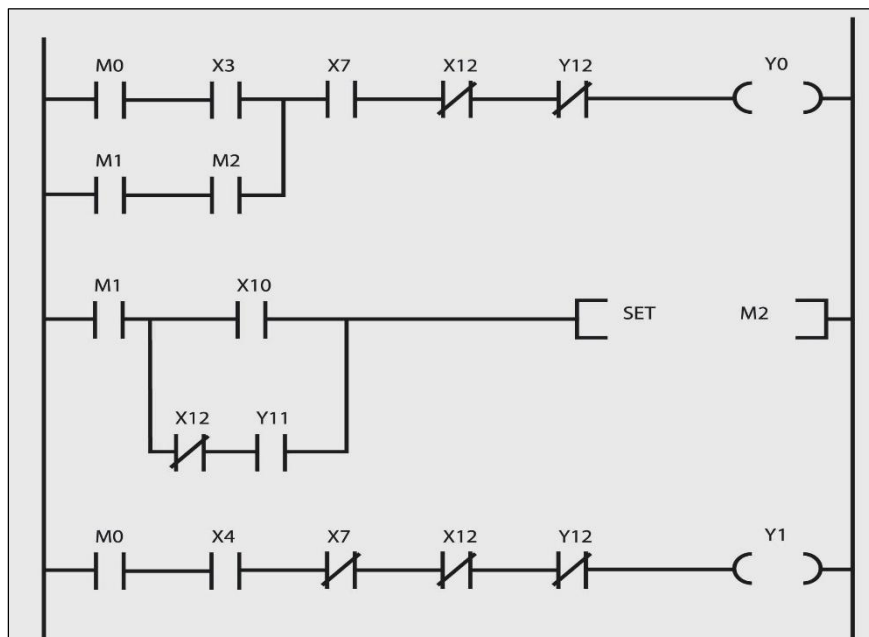 M0 X3 X7 X12 Y12 Y0
M1 M2
M1 X10
SET M2
X12 Y11
M0 X4 X7 X12 Y12 Y1